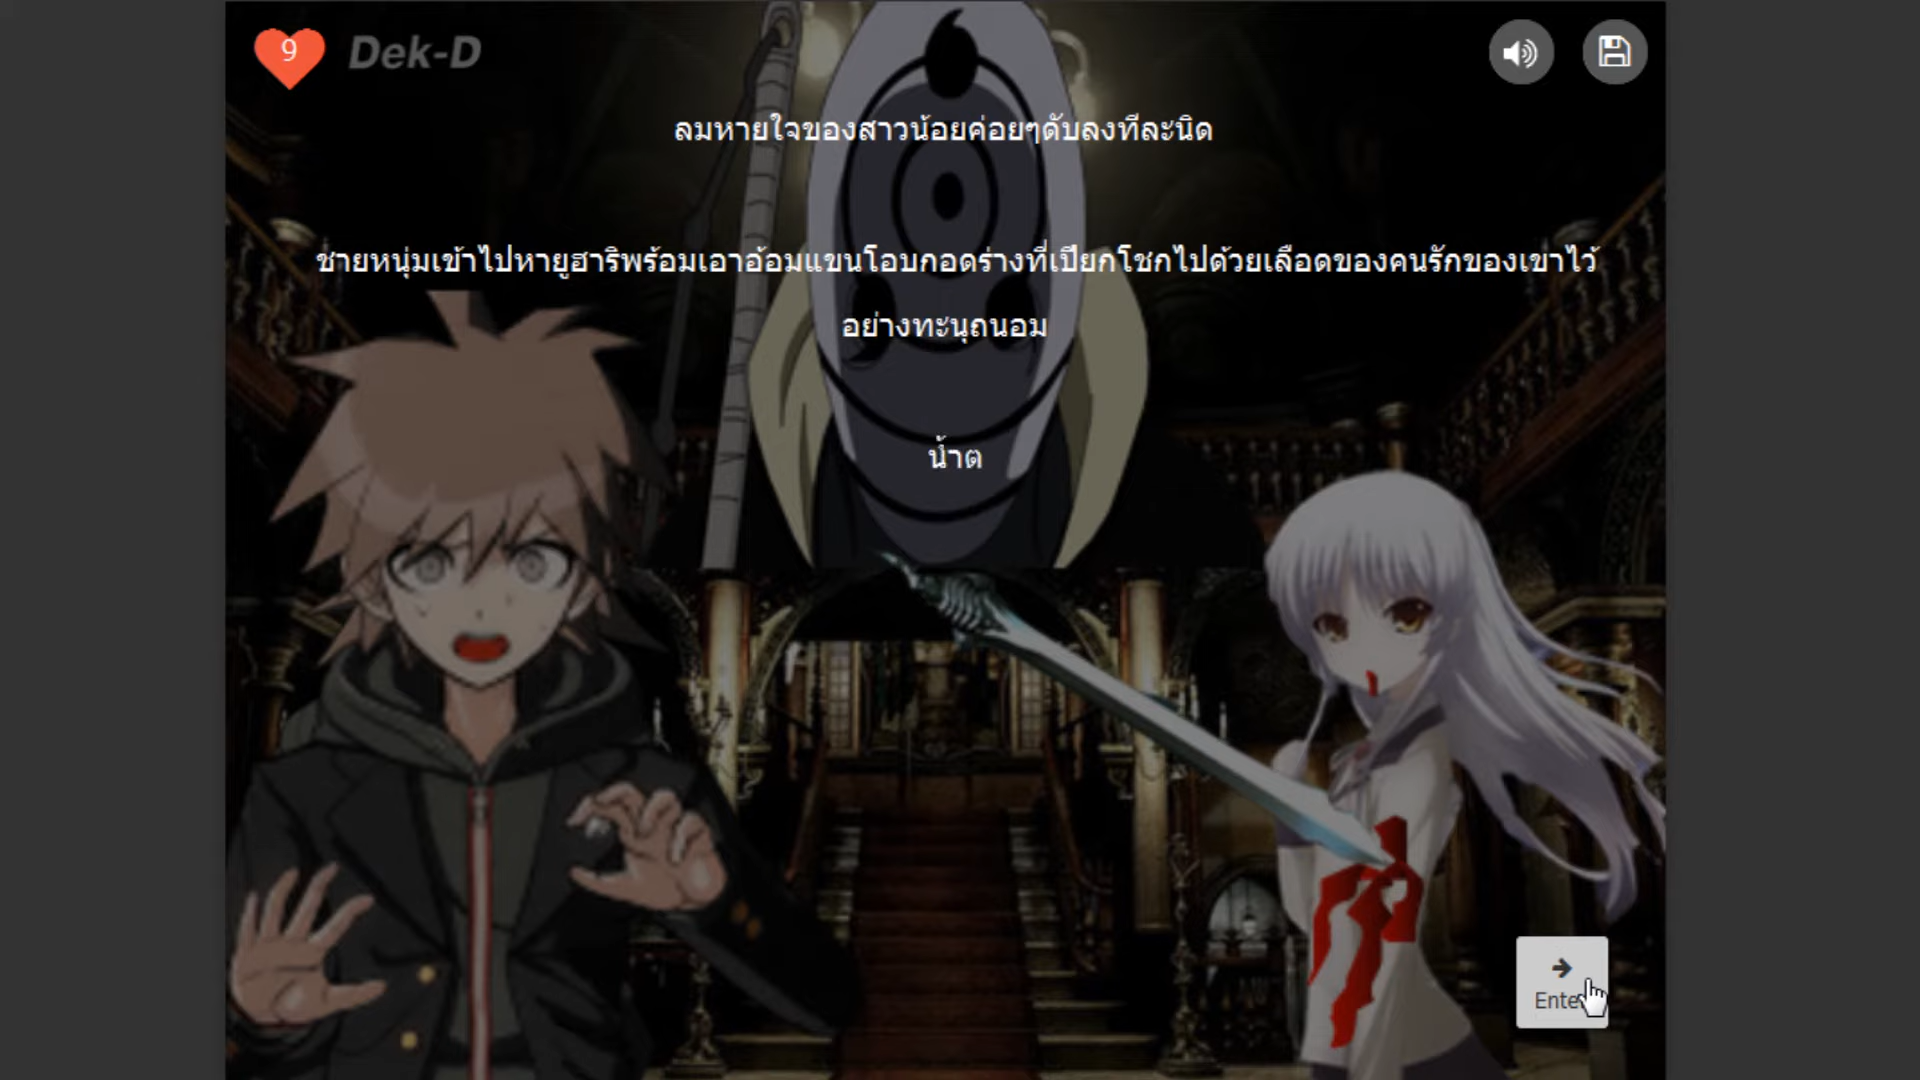 9
Dek-D
ลมหายใจของสาวน้อยค่อยๆดับลงทีละนิด
ชายหนุ่มเข้าไปหายูฮาริพร้อมเอาอ้อมแขนโอบกอดร่างที่เปียกโชกไปด้วยเลือดของคนรักของเขาไว้
อย่างทะนุถนอม
น้ำต